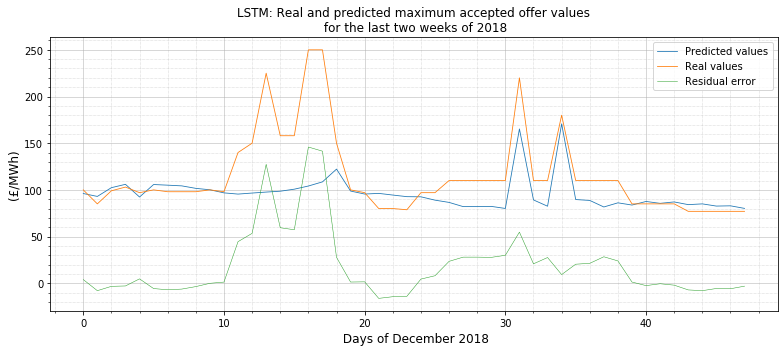 LSTM: Real and predicted maximum accepted offer values
for the last two weeks of 2018
250
200
150
100
50
0
(£/MWh)
Predicted values
Real values
Residual error
0
10
20
30
40
Days of December 2018